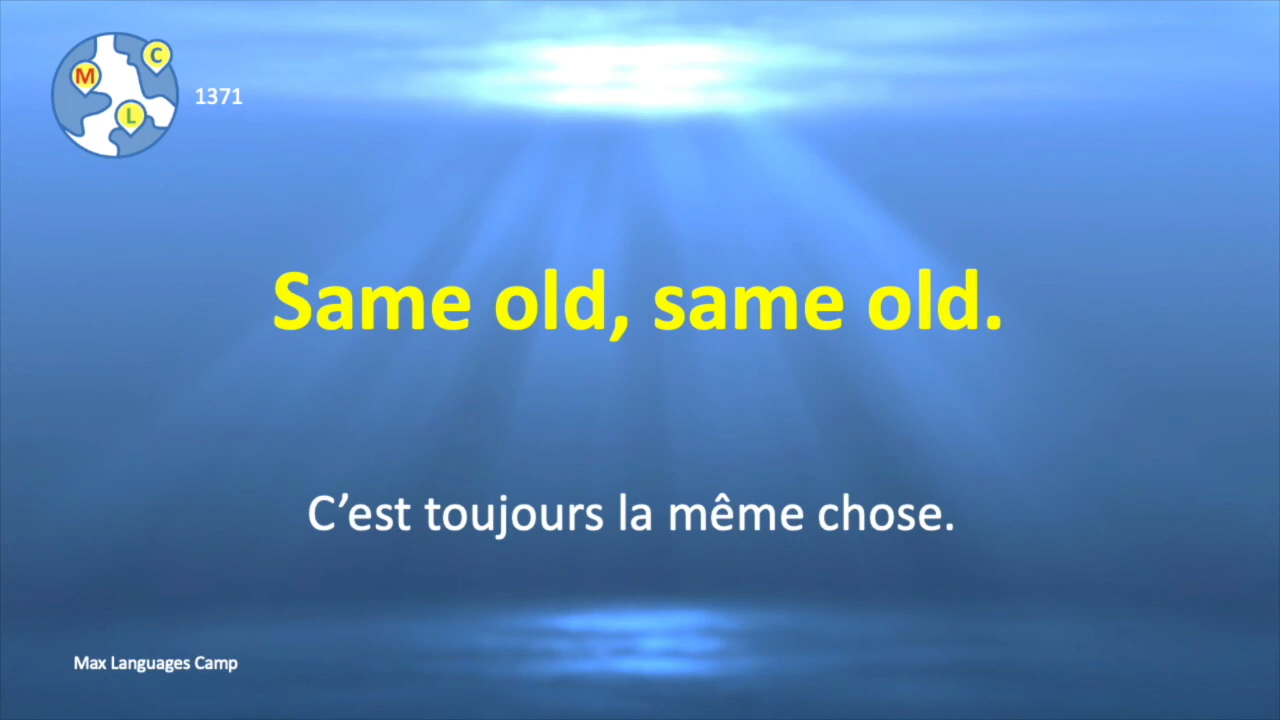 C
M
1371
L
Same old, same old.
C’est toujours la même chose.
Max Languages Camp